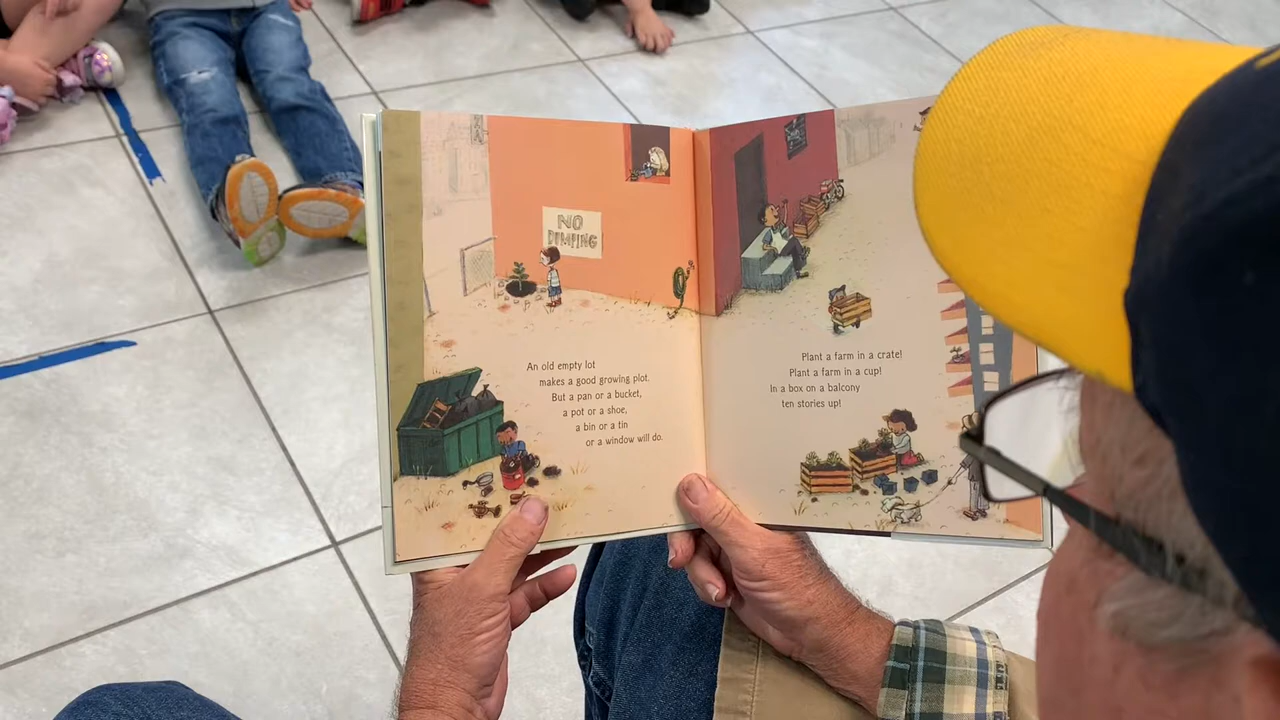 NO
DUMPING
An old empty lot
makes a good growing plot.
But a pan or a bucket,
a pot or a shoe,
a bin or a tin
or a window will do.
Plant a farm in a crate!
Plant a farm in a cup!
In a box on a balcony
ten stories up!